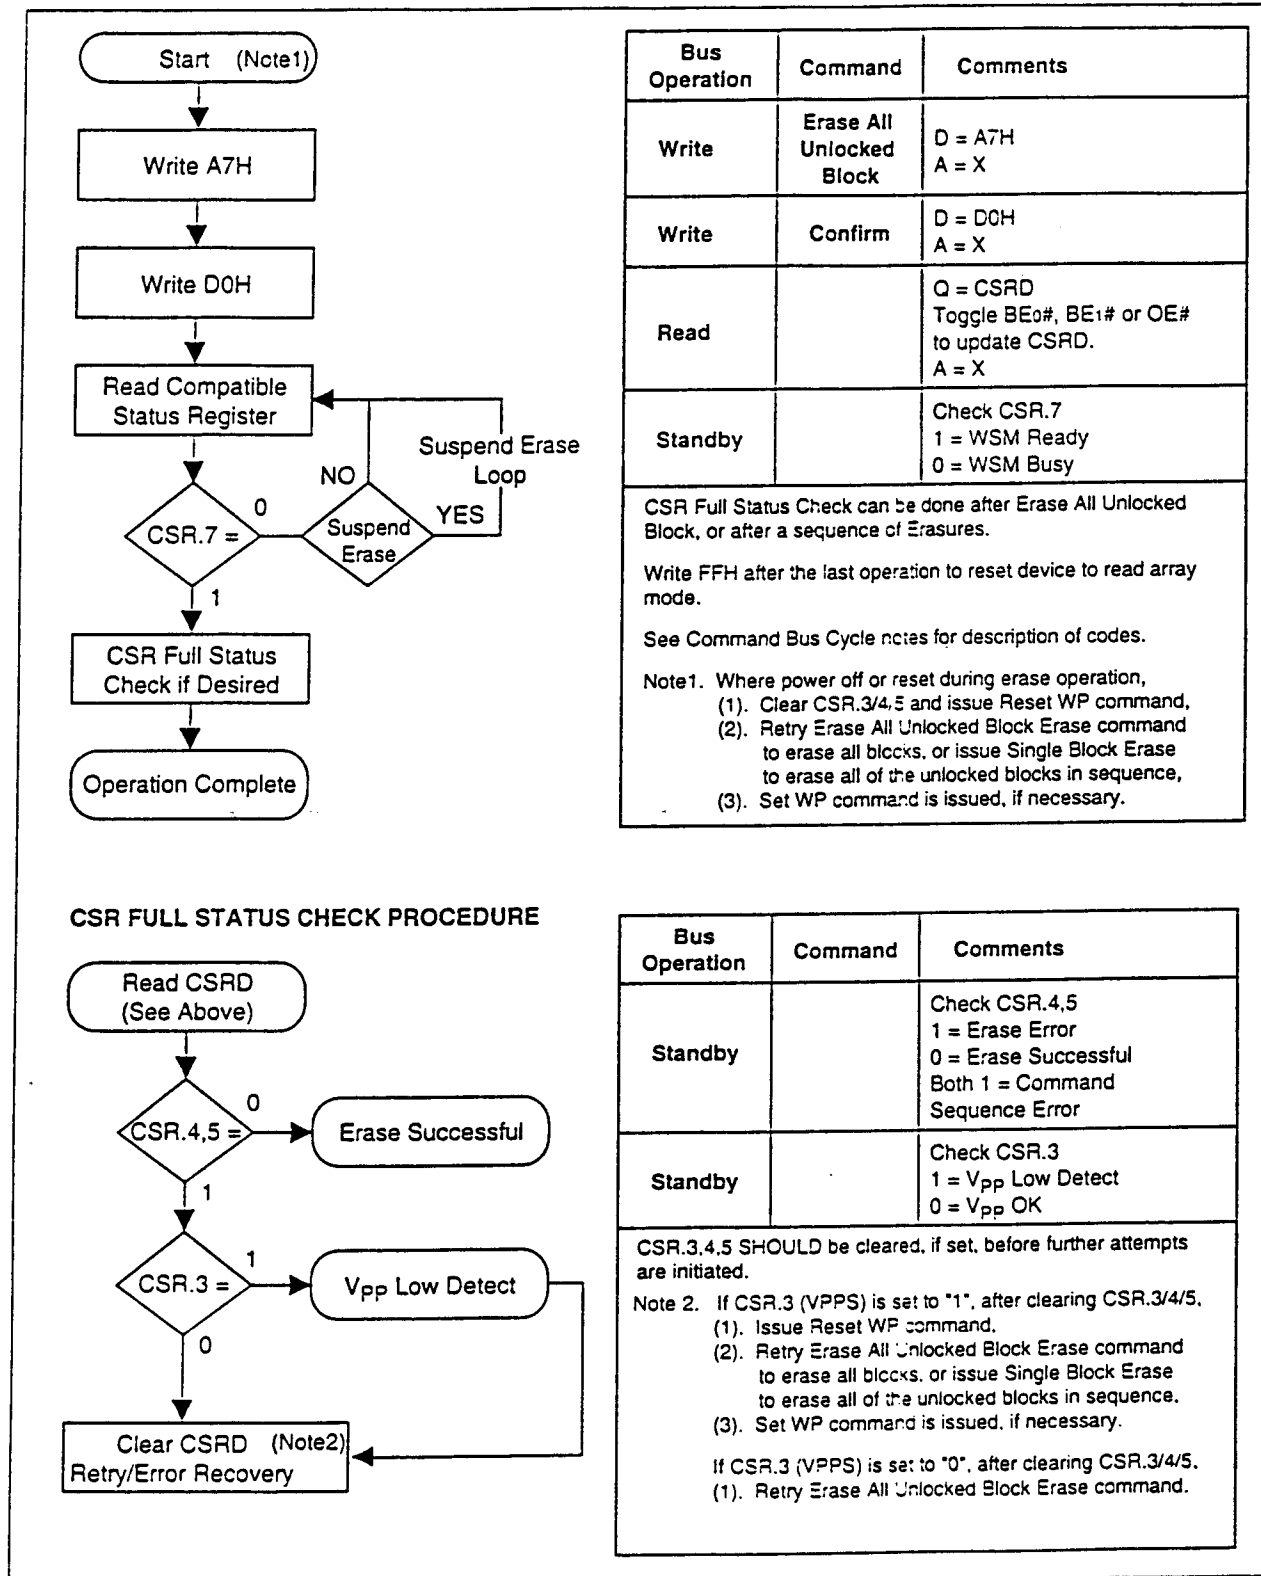 Start (Note1)
Write A7H
Write D0H
Read Compatible
Status Register
Suspend Erase
Loop
NO
YES
0
CSR.7 =
Suspend
Erase
1
CSR Full Status
Check if Desired
Operation Complete
Bus
Operation
Command
Comments
Write
Erase All
Unlocked
Block
D = A7H
A = X
Write
Confirm
D = D0H
A = X
Read
Q = CSRD
Toggle BE0#, BE1# or OE#
to update CSRD.
A = X
Standby
Check CSR.7
1 = WSM Ready
0 = WSM Busy
CSR Full Status Check can be done after Erase All Unlocked
Block, or after a sequence of Erasures.
Write FFH after the last operation to reset device to read array
mode.
See Command Bus Cycle notes for description of codes.
Note1. Where power off or reset during erase operation,
(1). Clear CSR.3/4,5 and issue Reset WP command,
(2). Retry Erase All Unlocked Block Erase command
to erase all blocks, or issue Single Block Erase
to erase all of the unlocked blocks in sequence,
(3). Set WP command is issued, if necessary.
CSR FULL STATUS CHECK PROCEDURE
Read CSRD
(See Above)
0
CSR.4,5 =
Erase Successful
1
1
CSR.3 =
VPP Low Detect
0
Clear CSRD (Note2)
Retry/Error Recovery
Bus
Operation
Command
Comments
Standby
Check CSR.4,5
1 = Erase Error
0 = Erase Successful
Both 1 = Command
Sequence Error
Standby
Check CSR.3
1 = VPP Low Detect
0 = VPP OK
CSR.3,4,5 SHOULD be cleared, if set, before further attempts
are initiated.
Note 2. If CSR.3 (VPPS) is set to "1", after clearing CSR.3/4/5,
(1). Issue Reset WP command,
(2). Retry Erase All Unlocked Block Erase command
to erase all blocks, or issue Single Block Erase
to erase all of the unlocked blocks in sequence.
(3). Set WP command is issued, if necessary.
If CSR.3 (VPPS) is set to "0", after clearing CSR.3/4/5,
(1). Retry Erase All Unlocked Block Erase command.